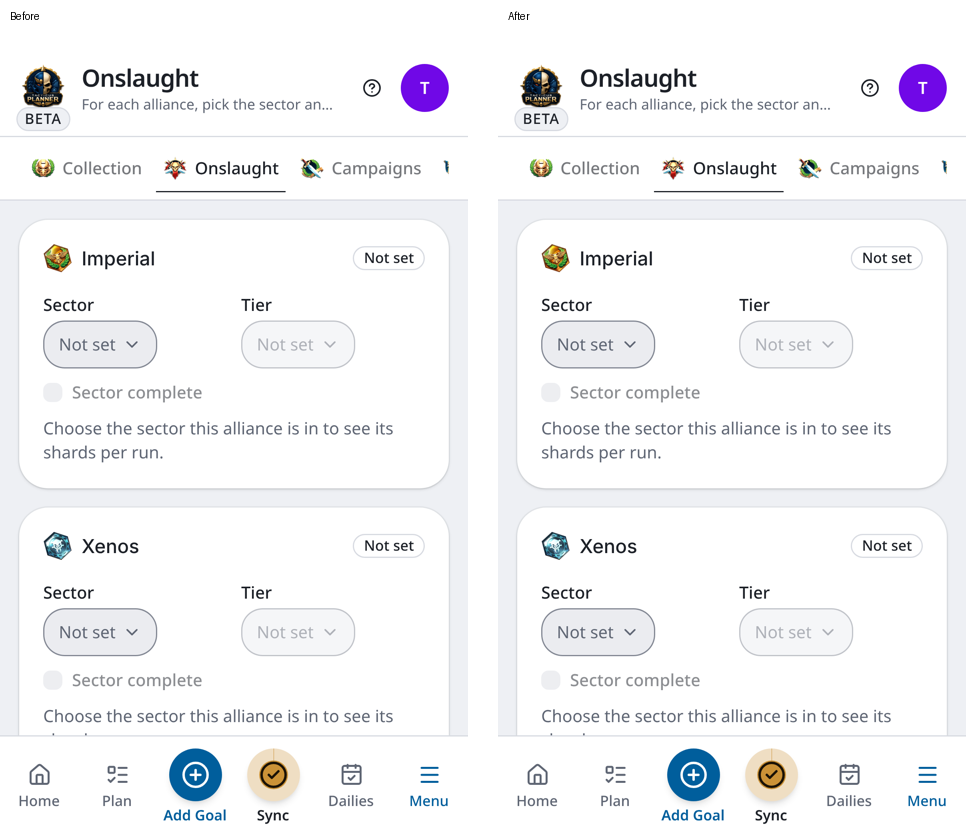 Before
Onslaught
For each alliance, pick the sector an...
PLANNER
BETA
T
Collection
Onslaught
Campaigns
Imperial
Not set
Sector
Tier
Not set
Not set
Sector complete
Choose the sector this alliance is in to see its
shards per run.
Xenos
Not set
Sector
Tier
Not set
Not set
Sector complete
Choose the sector this alliance is in to see its
Home
Plan
Add Goal
Sync
Dailies
Menu
After
Onslaught
For each alliance, pick the sector an...
PLANNER
BETA
T
Collection
Onslaught
Campaigns
Imperial
Not set
Sector
Tier
Not set
Not set
Sector complete
Choose the sector this alliance is in to see its
shards per run.
Xenos
Not set
Sector
Tier
Not set
Not set
Sector complete
Choose the sector this alliance is in to see its
Home
Plan
Add Goal
Sync
Dailies
Menu